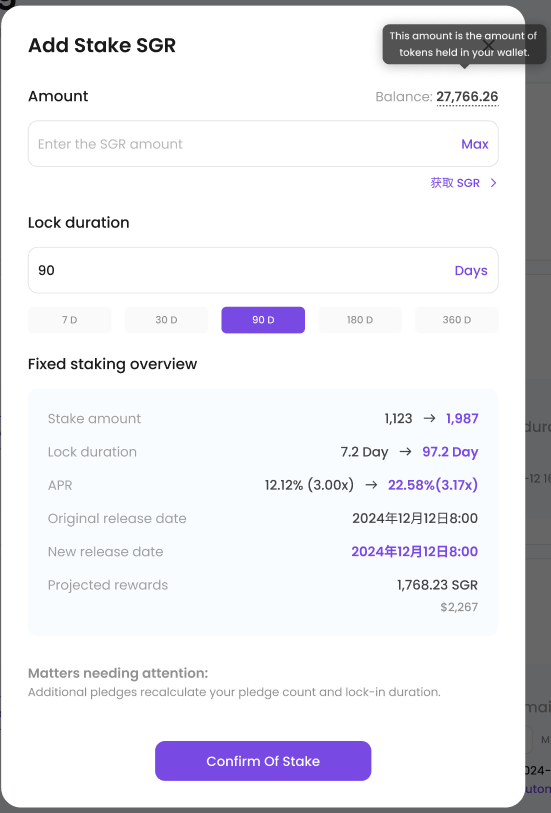 This amount is the amount of
tokens held in your wallet.
Add Stake SGR
Amount
Balance: 27,766.26
Enter the SGR amount
Max
获取 SGR
Lock duration
90
Days
7 D
30 D
90 D
180 D
360 D
Fixed staking overview
Stake amount
1,123 → 1,987
Lock duration
7.2 Day → 97.2 Day
APR
12.12% (3.00x) → 22.58%(3.17x)
Original release date
2024年12月12日8:00
New release date
2024年12月12日8:00
Projected rewards
1,768.23 SGR
$2,267
Matters needing attention:
Additional pledges recalculate your pledge count and lock-in duration.
Confirm Of Stake